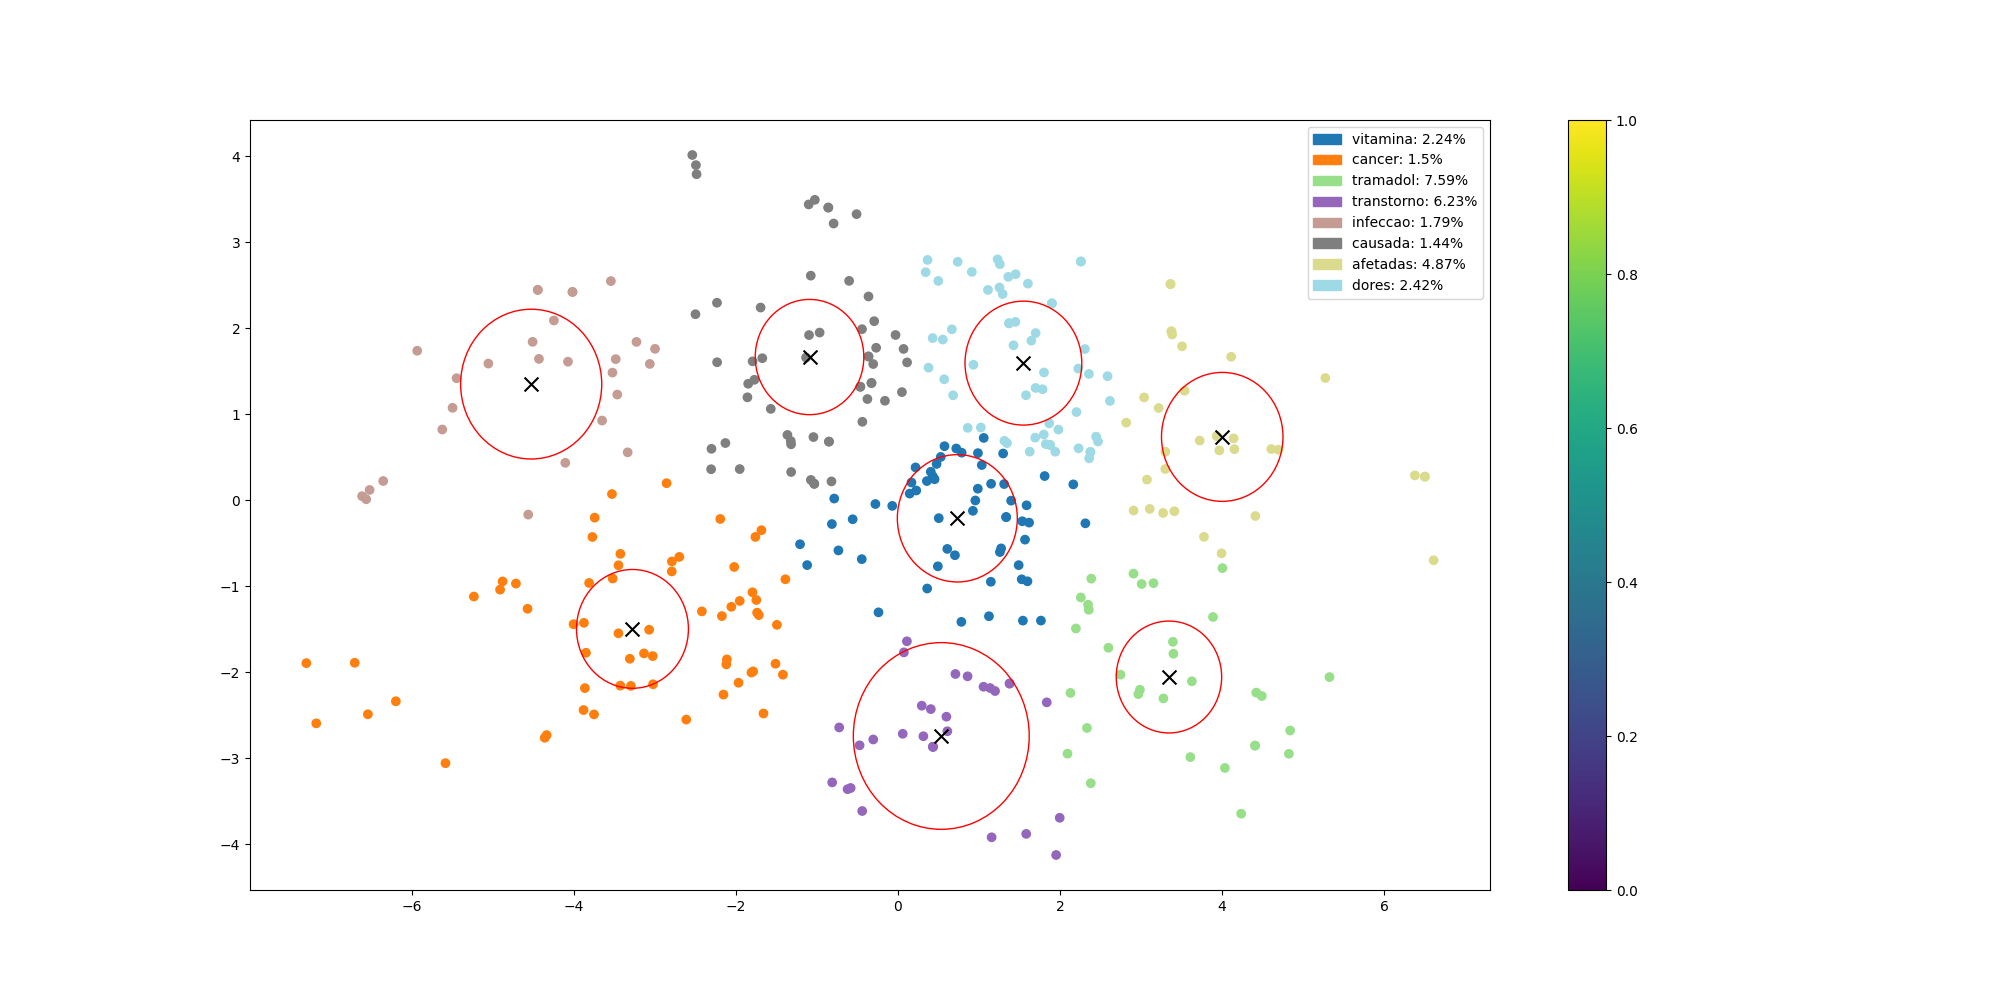 vitamina: 2.24%
cancer: 1.5%
tramadol: 7.59%
transtorno: 6.23%
infeccao: 1.79%
causada: 1.44%
afetadas: 4.87%
dores: 2.42%
4
3
2
1
0
−1
−2
−3
−4
−6 −4 −2 0 2 4 6
1.0
0.8
0.6
0.4
0.2
0.0